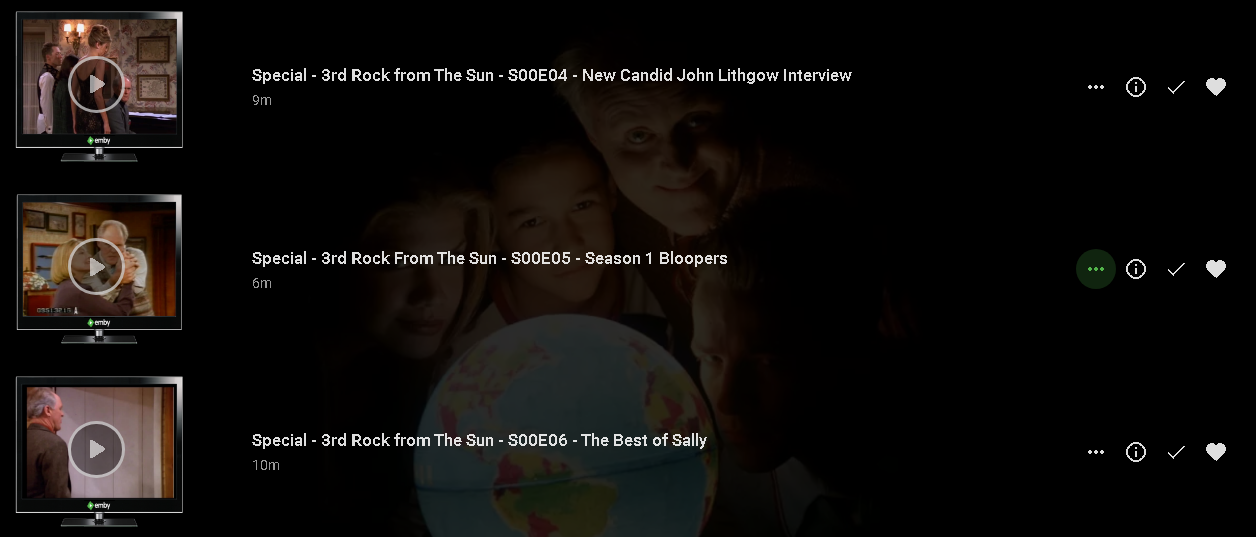 emby
Special - 3rd Rock from The Sun - S00E04 - New Candid John Lithgow Interview
9m
emby
Special - 3rd Rock From The Sun - S00E05 - Season 1 Bloopers
6m
emby
Special - 3rd Rock from The Sun - S00E06 - The Best of Sally
10m